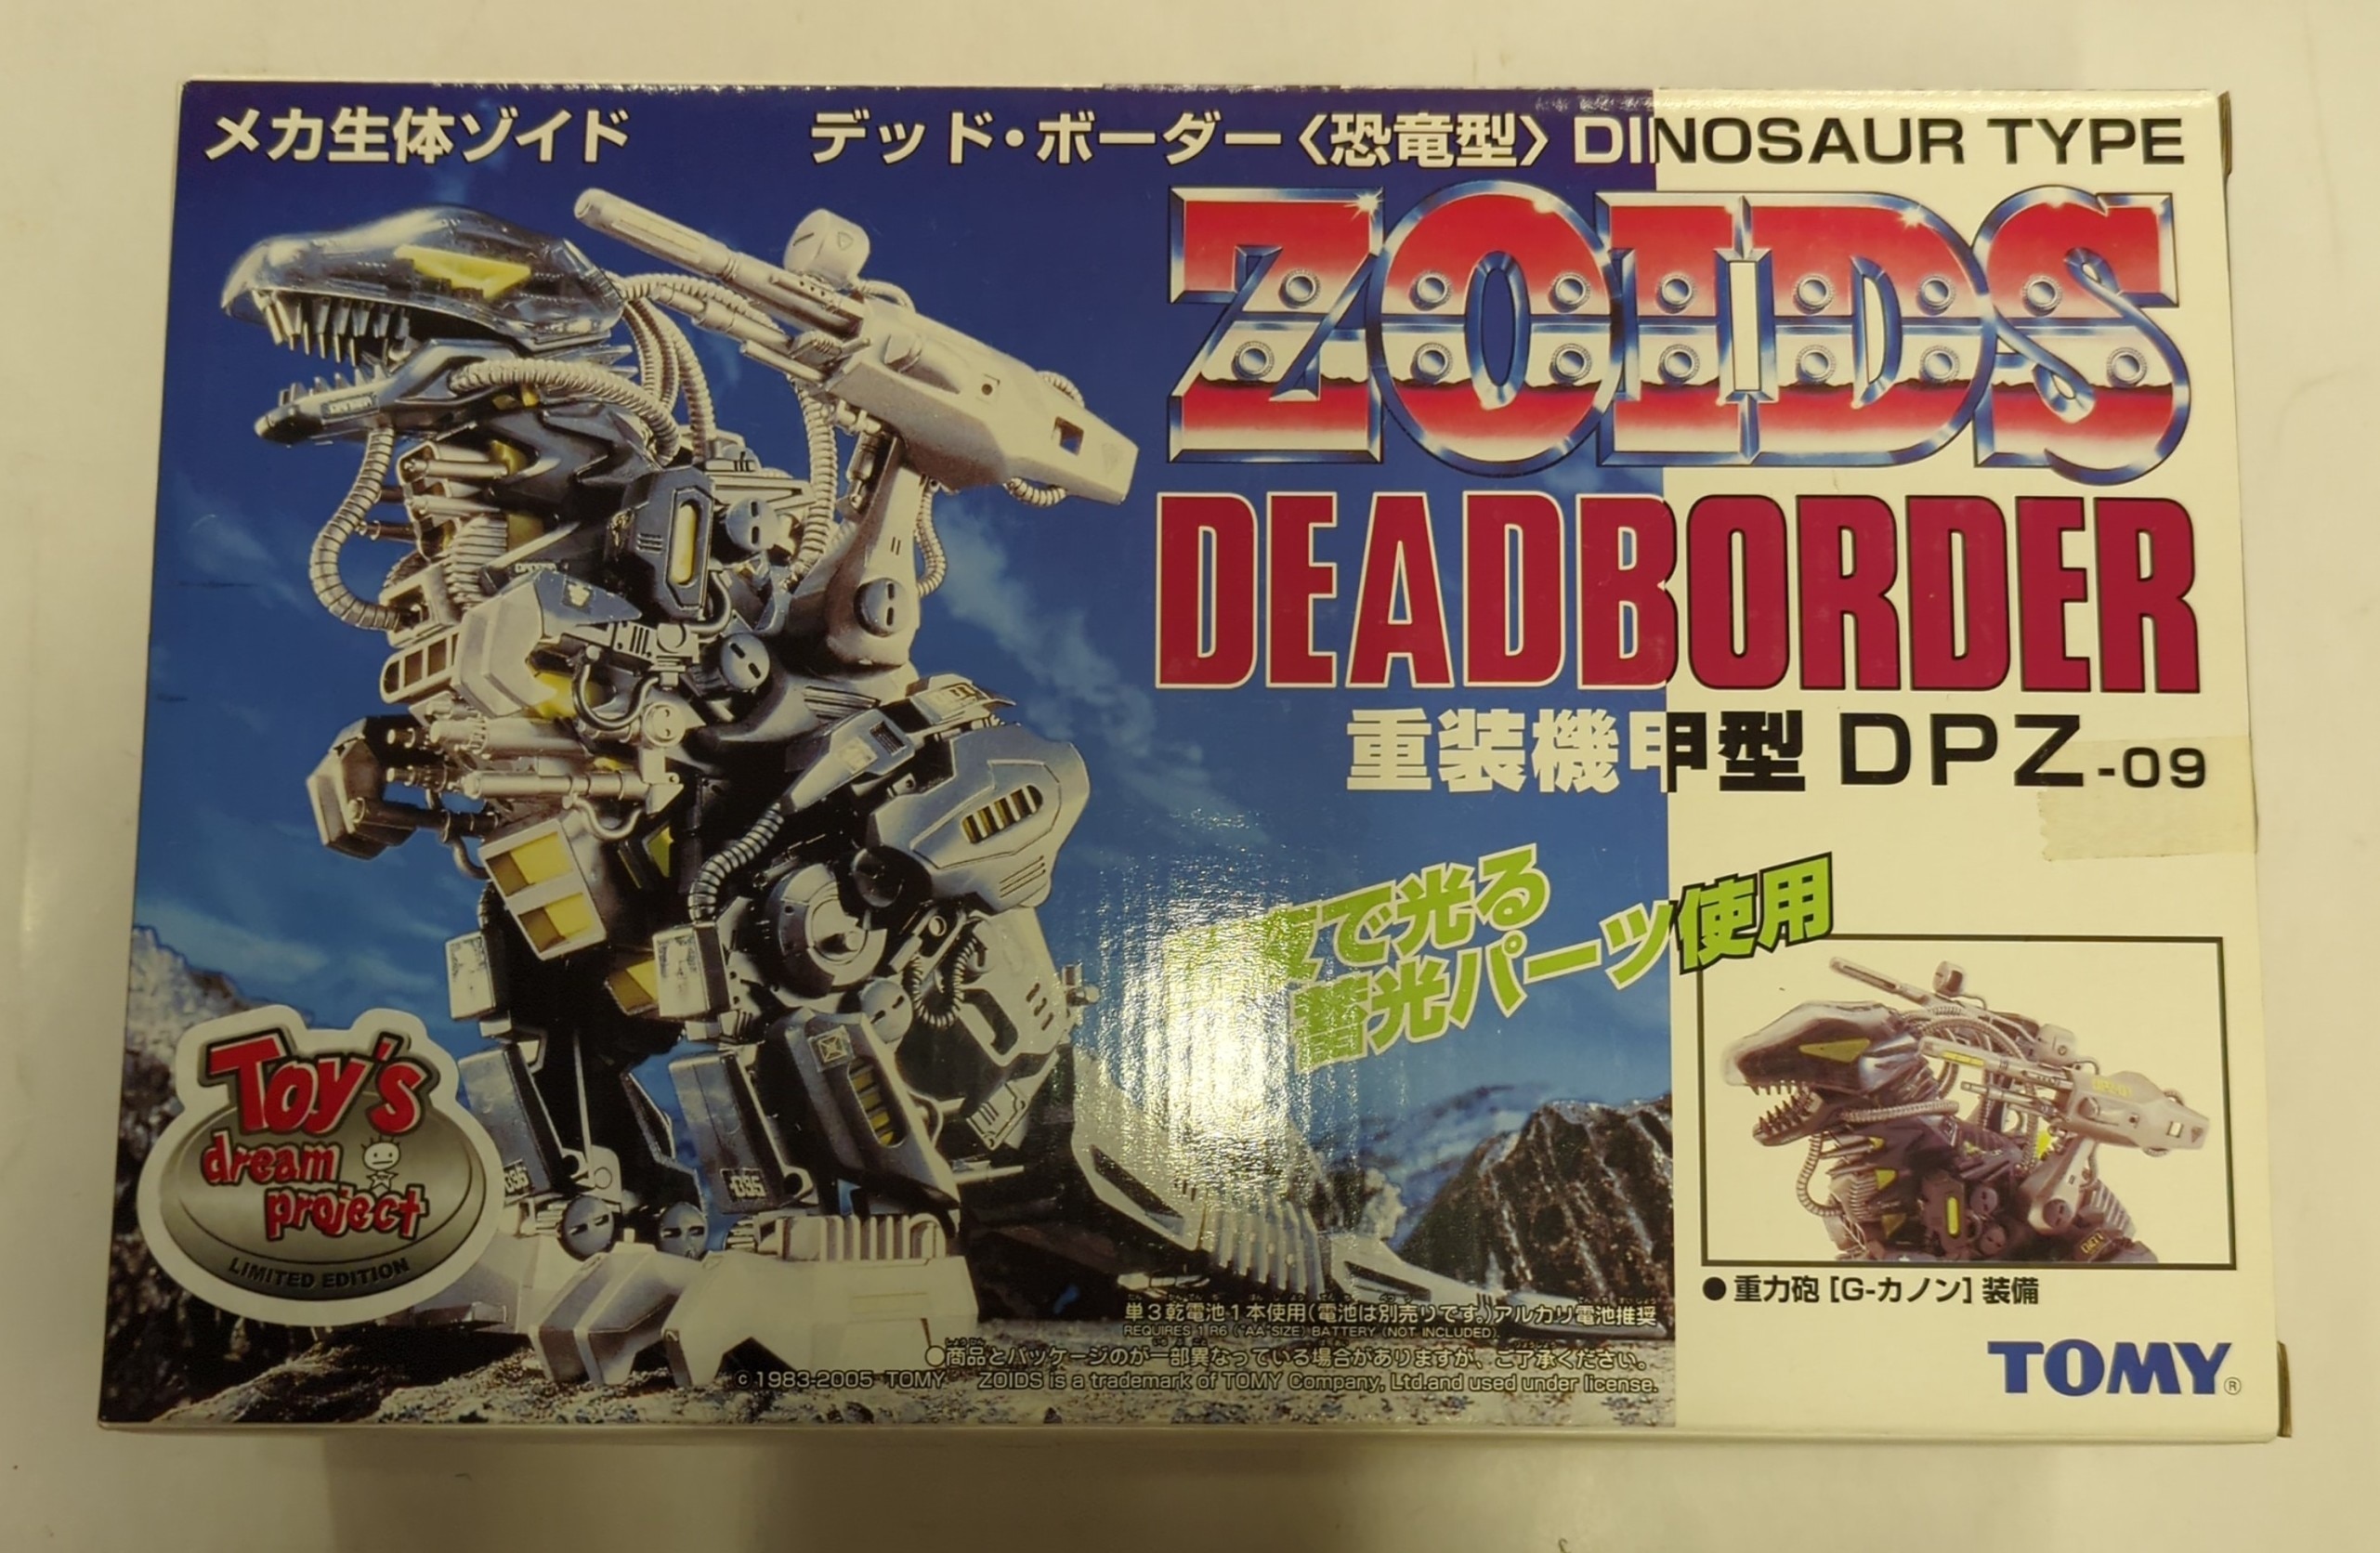 メカ生体ゾイド
デッド・ボーダー〈恐竜型〉DINOSAUR TYPE
ZOIDS
DEADBORDER
重装機甲型 DPZ-09
で光る
蓄光パーツ使用
Toy's
dream
project
LIMITED EDITION
●重力砲 [G-カノン] 装備
単3乾電池1本使用(電池は別売りです。)アルカリ電池推奨
REQUIRES 1 R6 ("AA"SIZE) BATTERY (NOT INCLUDED).
●商品とパッケージのが一部異なっている場合がありますが、ご了承ください。
© 1983-2005 TOMY ZOIDS is a trademark of TOMY Company, Ltd.and used under license.
TOMY®